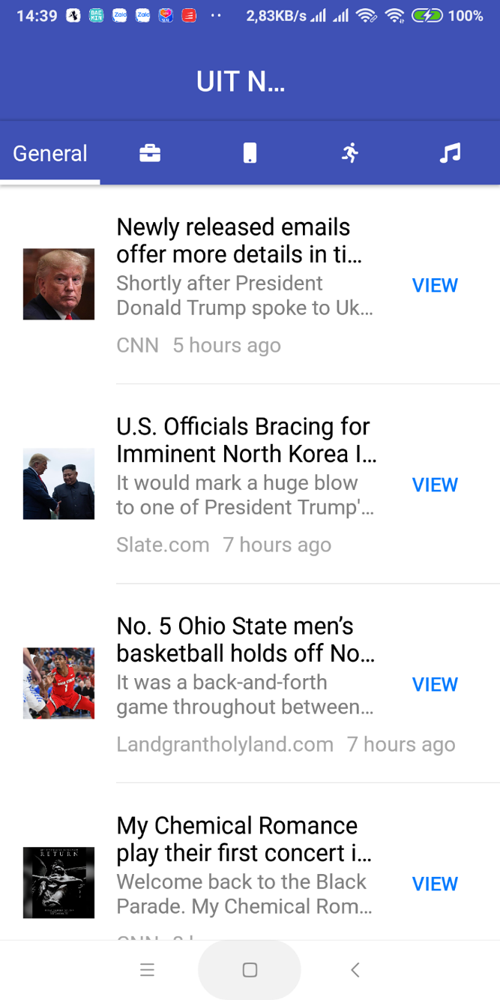 14:39 2,83KB/s 100%
UIT N…
General
Newly released emails
offer more details in ti…
Shortly after President
Donald Trump spoke to Uk…
VIEW
CNN 5 hours ago
U.S. Officials Bracing for
Imminent North Korea I…
It would mark a huge blow
to one of President Trump'…
VIEW
Slate.com 7 hours ago
No. 5 Ohio State men’s
basketball holds off No…
It was a back-and-forth
game throughout between…
VIEW
Landgrantholyland.com 7 hours ago
RETURN
My Chemical Romance
play their first concert i…
Welcome back to the Black
Parade. My Chemical Rom…
VIEW